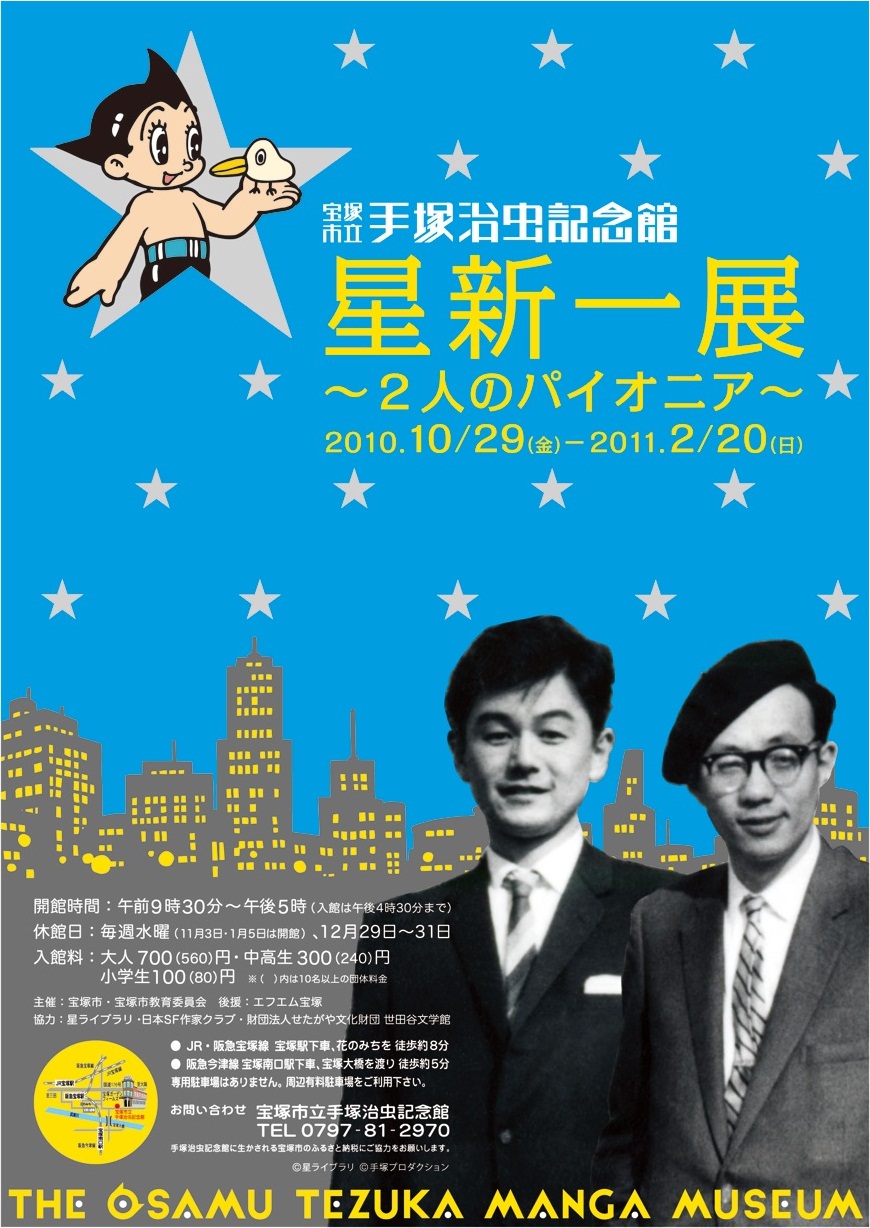 宝塚市立 手塚治虫記念館
星新一展
～2人のパイオニア～
2010.10/29(金)－2011.2/20(日)
開館時間：午前9時30分～午後5時(入館は午後4時30分まで)
休館日：毎週水曜(11月3日・1月5日は開館)、12月29日～31日
入館料：大人700(560)円・中高生300(240)円
小学生100(80)円 ※( )内は10名以上の団体料金
主催：宝塚市・宝塚市教育委員会 後援：エフエム宝塚
協力：星ライブラリ・日本SF作家クラブ・財団法人せたがや文化財団 世田谷文学館
● JR・阪急宝塚線 宝塚駅下車、花のみちを 徒歩約8分
● 阪急今津線 宝塚南口駅下車、宝塚大橋を渡り 徒歩約5分
専用駐車場はありません。周辺有料駐車場をご利用下さい。
お問い合わせ 宝塚市立手塚治虫記念館
TEL 0797-81-2970
手塚治虫記念館に生かされる宝塚市のふるさと納税にご協力をお願いします。
©星ライブラリ ©手塚プロダクション
THE OSAMU TEZUKA MANGA MUSEUM